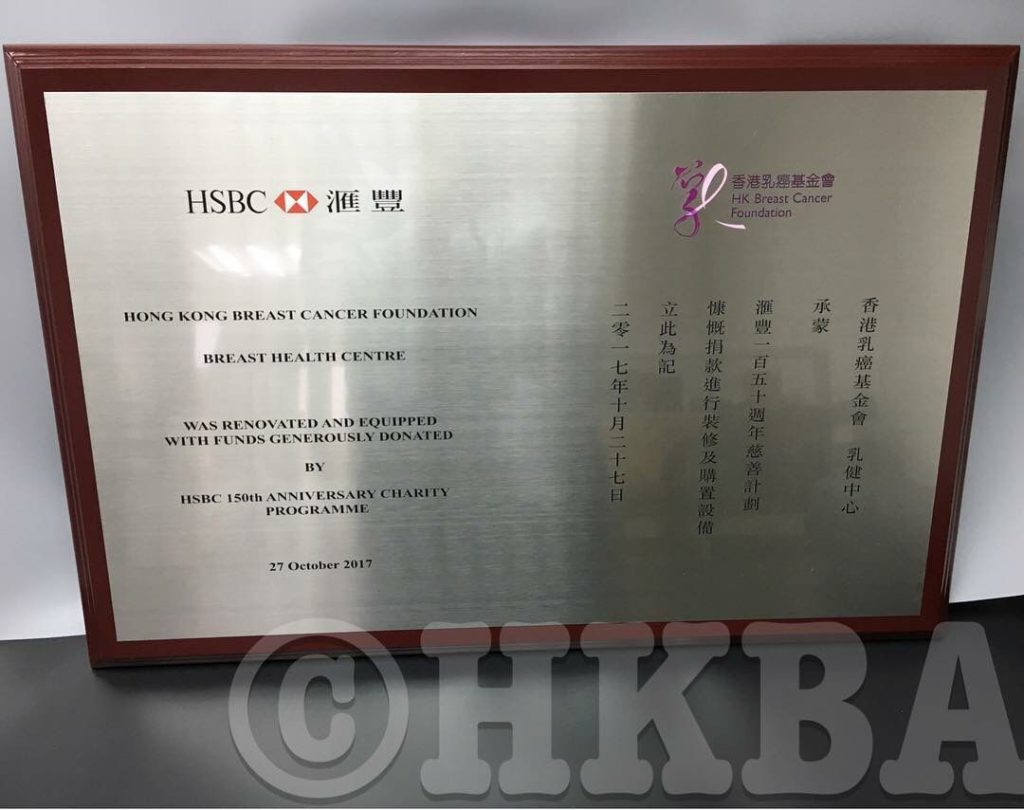 HSBC 滙豐
香港乳癌基金會
HK Breast Cancer
Foundation
HONG KONG BREAST CANCER FOUNDATION
BREAST HEALTH CENTRE
WAS RENOVATED AND EQUIPPED
WITH FUNDS GENEROUSLY DONATED
BY
HSBC 150th ANNIVERSARY CHARITY
PROGRAMME
27 October 2017
香港乳癌基金會 乳健中心
承蒙
滙豐一百五十週年慈善計劃
慷慨捐款進行裝修及購置設備
立此為記
二零一七年十月二十七日
©HKBA